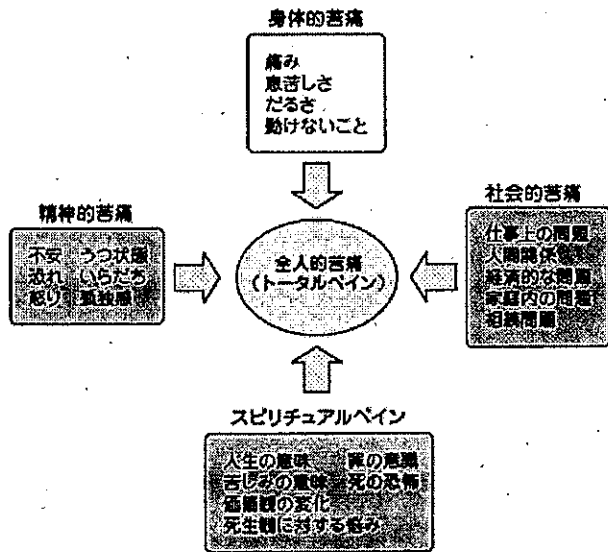 身体的苦痛
痛み
息苦しさ
だるさ
動けないこと
精神的苦痛
不安 うつ状態
恐れ いらだち
怒り 孤独感
全人的苦痛
(トータルペイン)
社会的苦痛
仕事上の問題
人間関係
経済的な問題
家庭内の問題
相続問題
スピリチュアルペイン
人生の意味 罪の意識
苦しみの意味 死の恐怖
価値観の変化
死生観に対する悩み